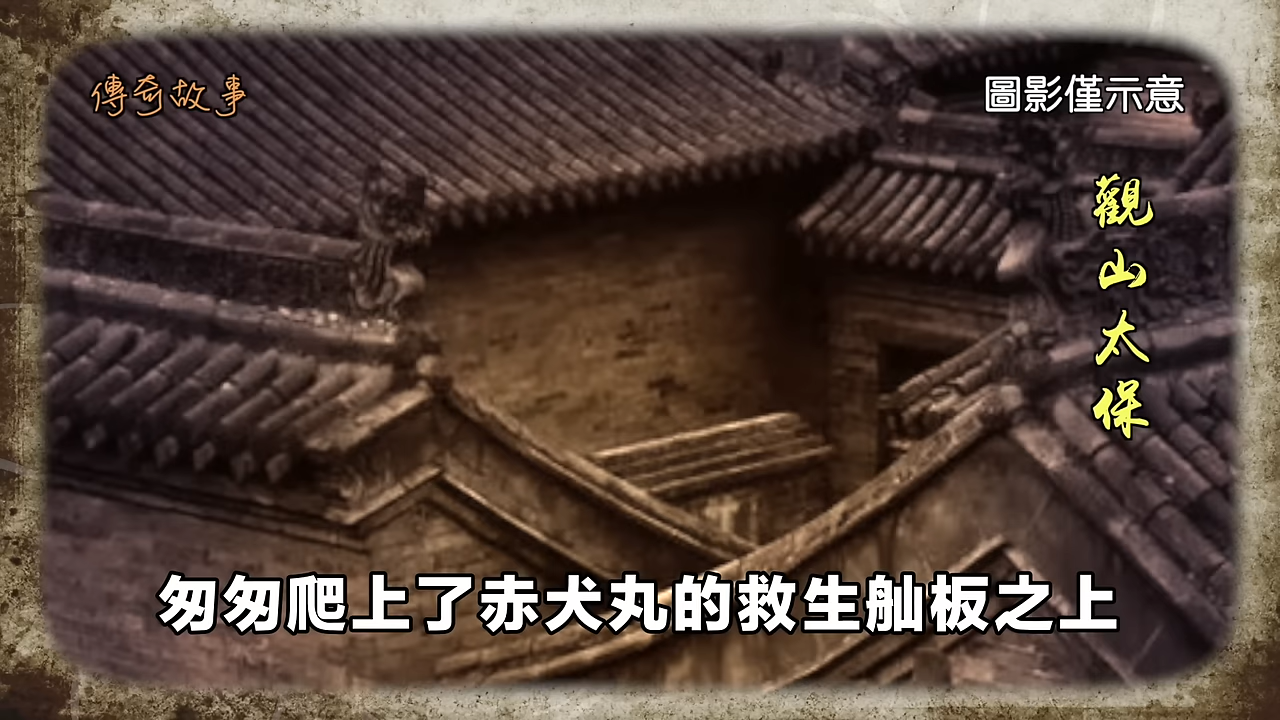 傳奇故事
圖影僅示意
觀山太保
匆匆爬上了赤犬丸的救生舢板之上